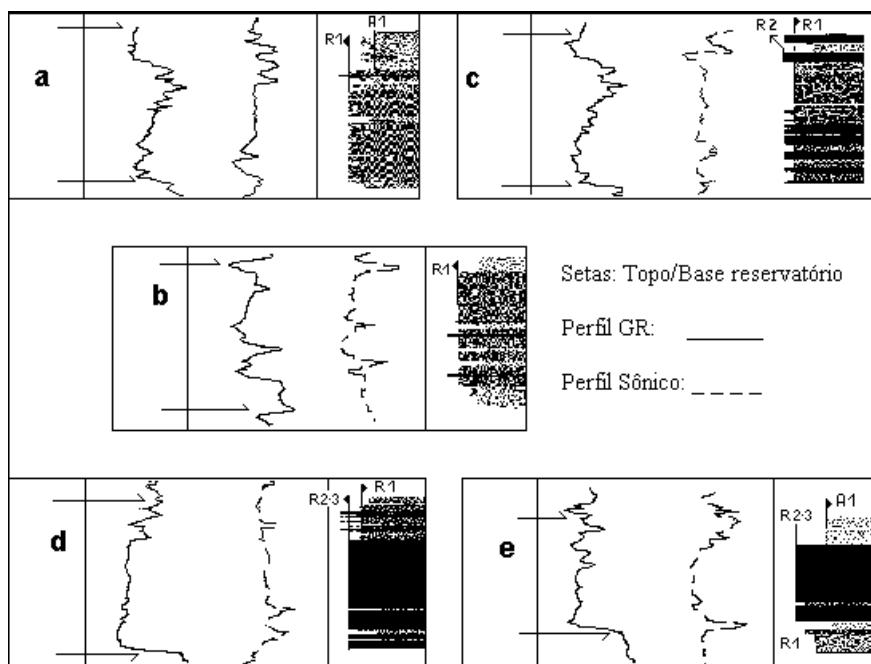 a
R1
A1
c
R2
R1
b
R1
Setas: Topo/Base reservatório
Perfil GR:
Perfil Sônico:
d
R2-3
R1
e
R2-3
A1
R1